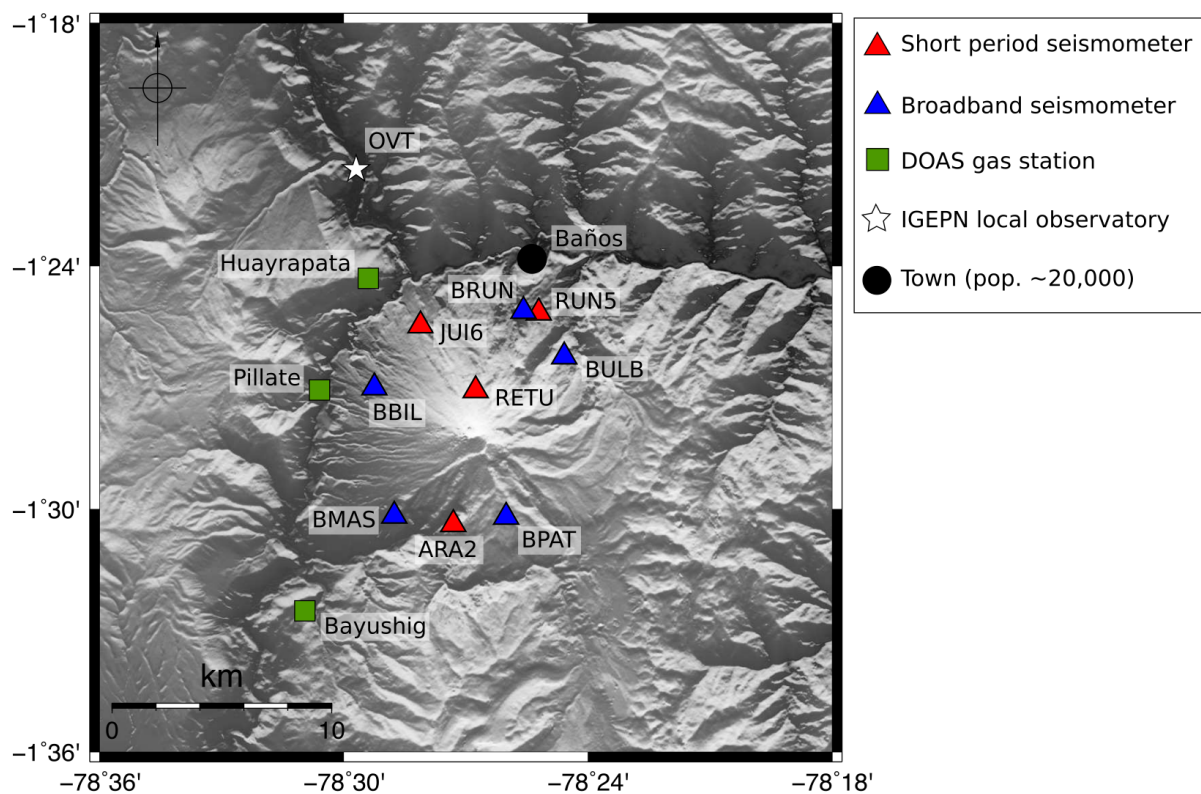 −1°18'
OVT
Baños
Huayrapata
−1°24'
BRUN
RUN5
JUI6
BULB
Pillate
RETU
BBIL
−1°30'
BMAS
BPAT
ARA2
Bayushig
km
0 10
−1°36'
−78°36' −78°30' −78°24' −78°18'
Short period seismometer
Broadband seismometer
DOAS gas station
IGEPN local observatory
Town (pop. ~20,000)